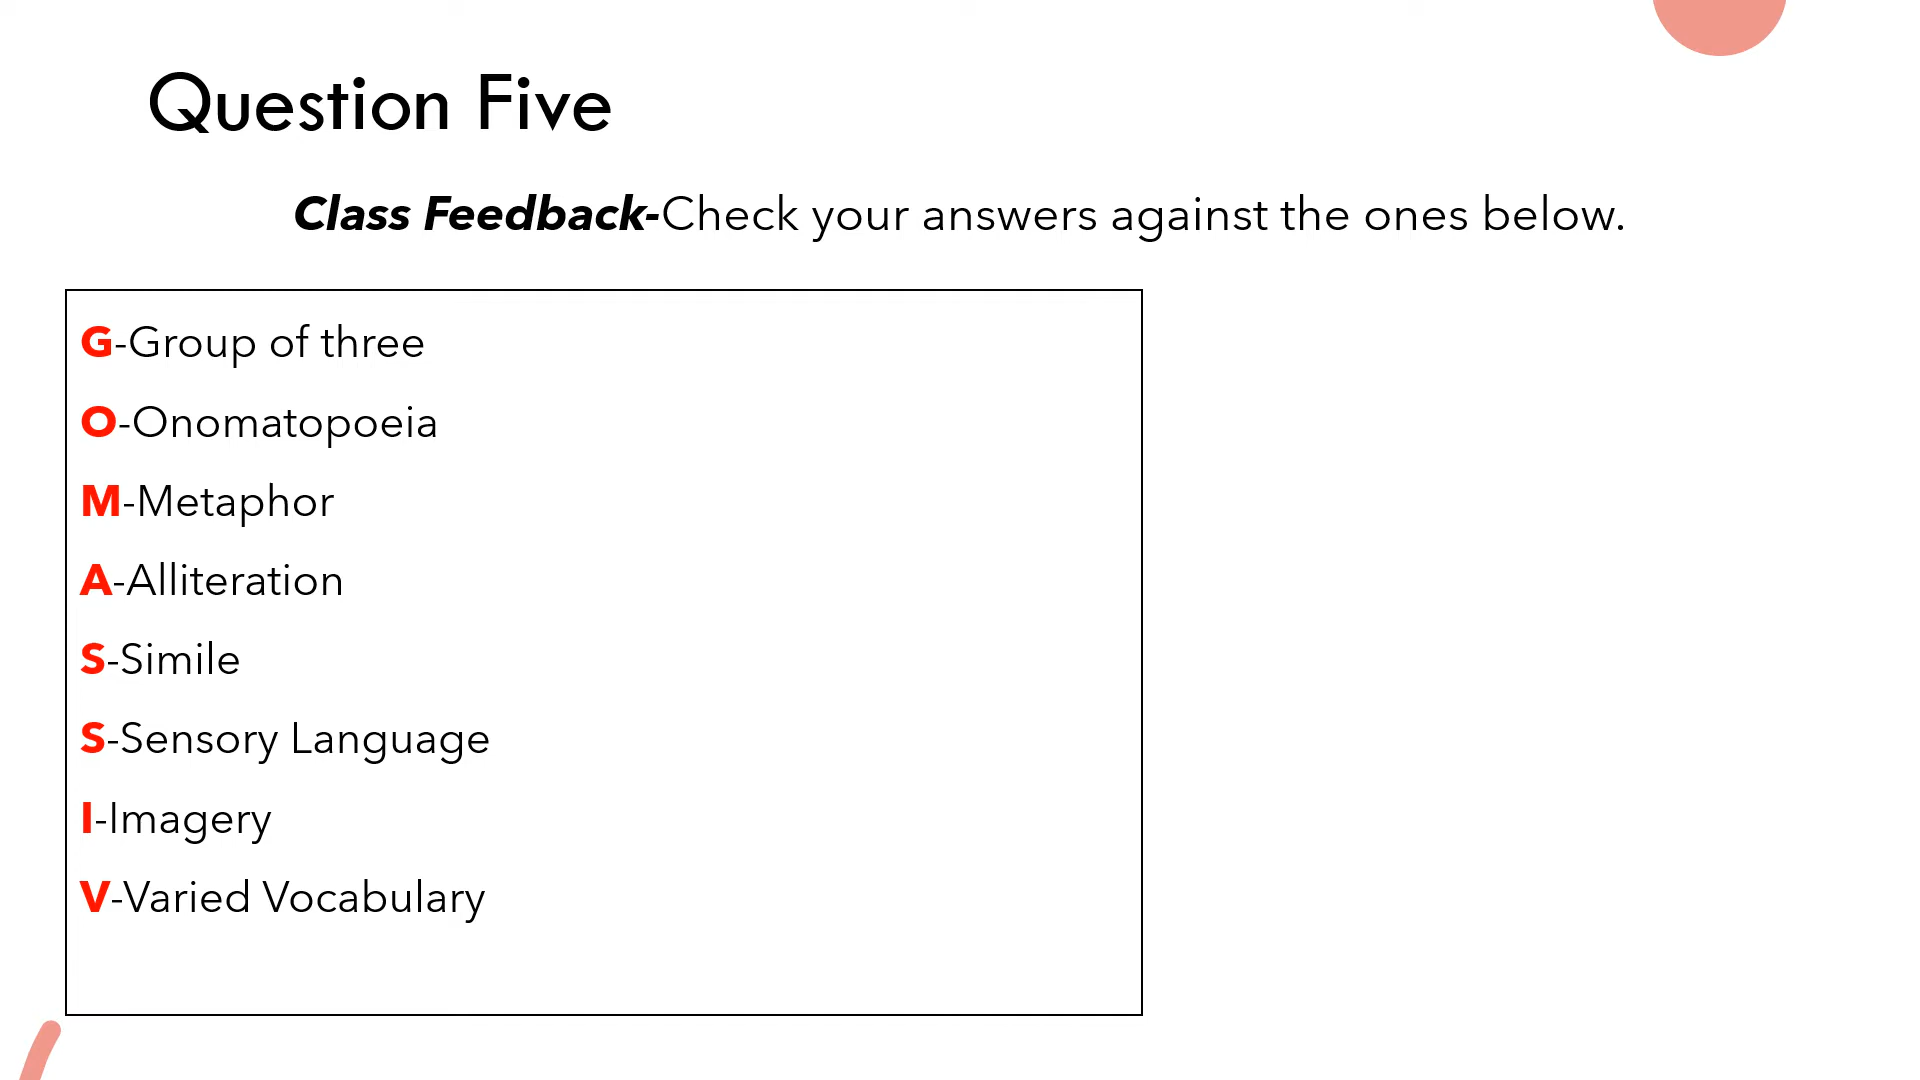 Question Five
Class Feedback-Check your answers against the ones below.
G-Group of three
O-Onomatopoeia
M-Metaphor
A-Alliteration
S-Simile
S-Sensory Language
I-Imagery
V-Varied Vocabulary